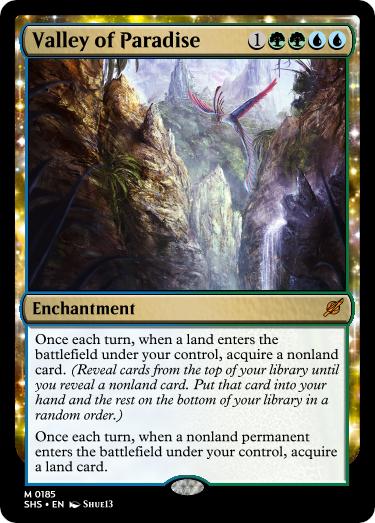 Valley of Paradise 1
Enchantment
Once each turn, when a land enters the
battlefield under your control, acquire a nonland
card. (Reveal cards from the top of your library until
you reveal a nonland card. Put that card into your
hand and the rest on the bottom of your library in a
random order.)
Once each turn, when a nonland permanent
enters the battlefield under your control, acquire
a land card.
M 0185
SHS • EN Shue13